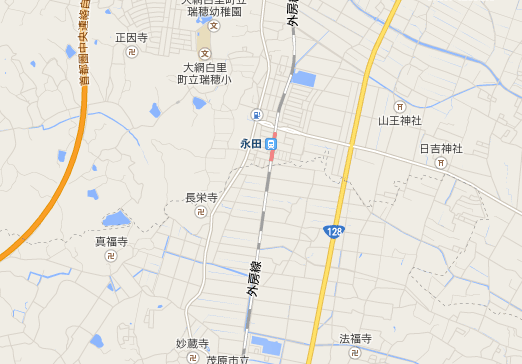 大網白里町立
瑞穂幼稚園
外房線
正因寺
首都圏中央連絡自
大網白里
町立瑞穂小
山王神社
永田
日吉神社
長栄寺
128
真福寺
外房線
妙蔵寺
法福寺
茂原市立